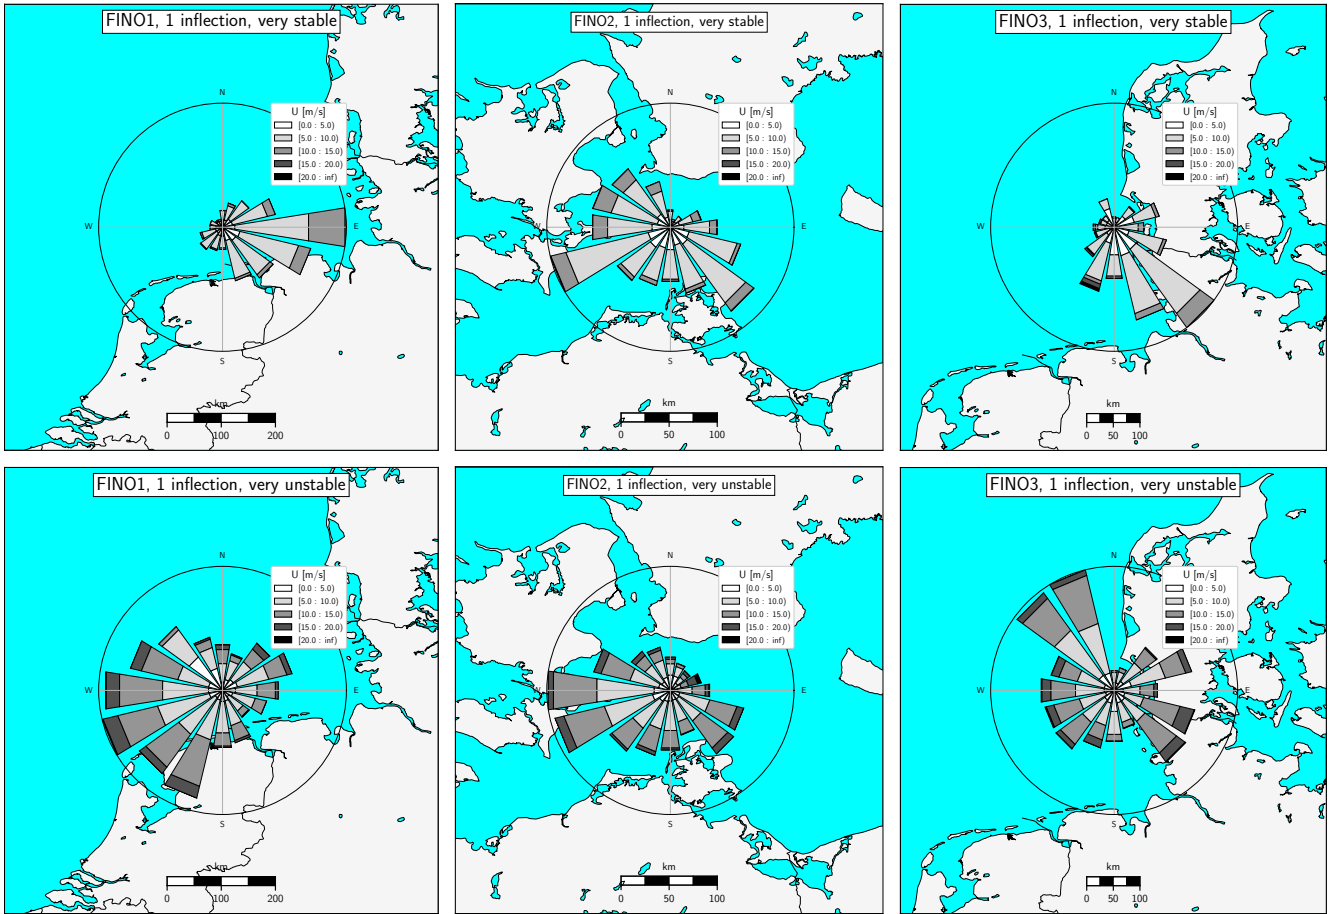 FINO1, 1 inflection, very stable
N
U [m/s]
[0.0 : 5.0)
[5.0 : 10.0)
[10.0 : 15.0)
[15.0 : 20.0)
[20.0 : inf)
W
E
S
km
0 100 200
FINO2, 1 inflection, very stable
N
U [m/s]
[0.0 : 5.0)
[5.0 : 10.0)
[10.0 : 15.0)
[15.0 : 20.0)
[20.0 : inf)
W
E
S
km
0 50 100
FINO3, 1 inflection, very stable
N
U [m/s]
[0.0 : 5.0)
[5.0 : 10.0)
[10.0 : 15.0)
[15.0 : 20.0)
[20.0 : inf)
W
E
S
km
0 50 100
FINO1, 1 inflection, very unstable
N
U [m/s]
[0.0 : 5.0)
[5.0 : 10.0)
[10.0 : 15.0)
[15.0 : 20.0)
[20.0 : inf)
W
E
S
km
0 100 200
FINO2, 1 inflection, very unstable
N
U [m/s]
[0.0 : 5.0)
[5.0 : 10.0)
[10.0 : 15.0)
[15.0 : 20.0)
[20.0 : inf)
W
E
S
km
0 50 100
FINO3, 1 inflection, very unstable
N
U [m/s]
[0.0 : 5.0)
[5.0 : 10.0)
[10.0 : 15.0)
[15.0 : 20.0)
[20.0 : inf)
W
E
S
km
0 50 100